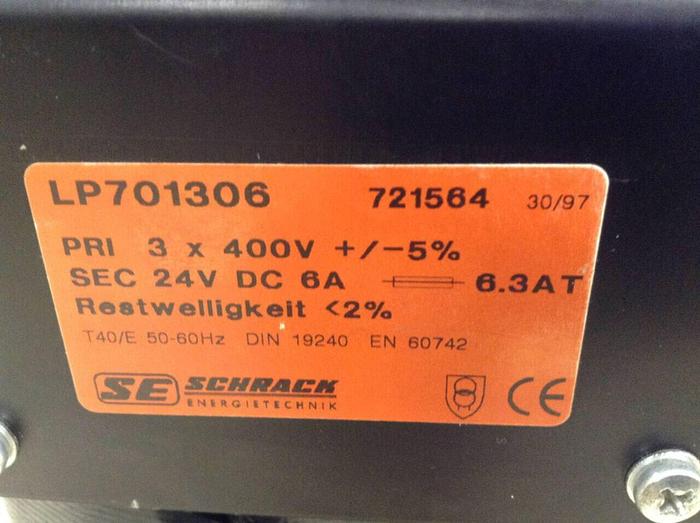 LP701306 721564 30/97
PRI 3 x 400V +/-5%
SEC 24V DC 6A 6.3AT
Restwelligkeit <2%
T40/E 50-60Hz DIN 19240 EN 60742
SE SCHRACK
ENERGIETECHNIK
CE